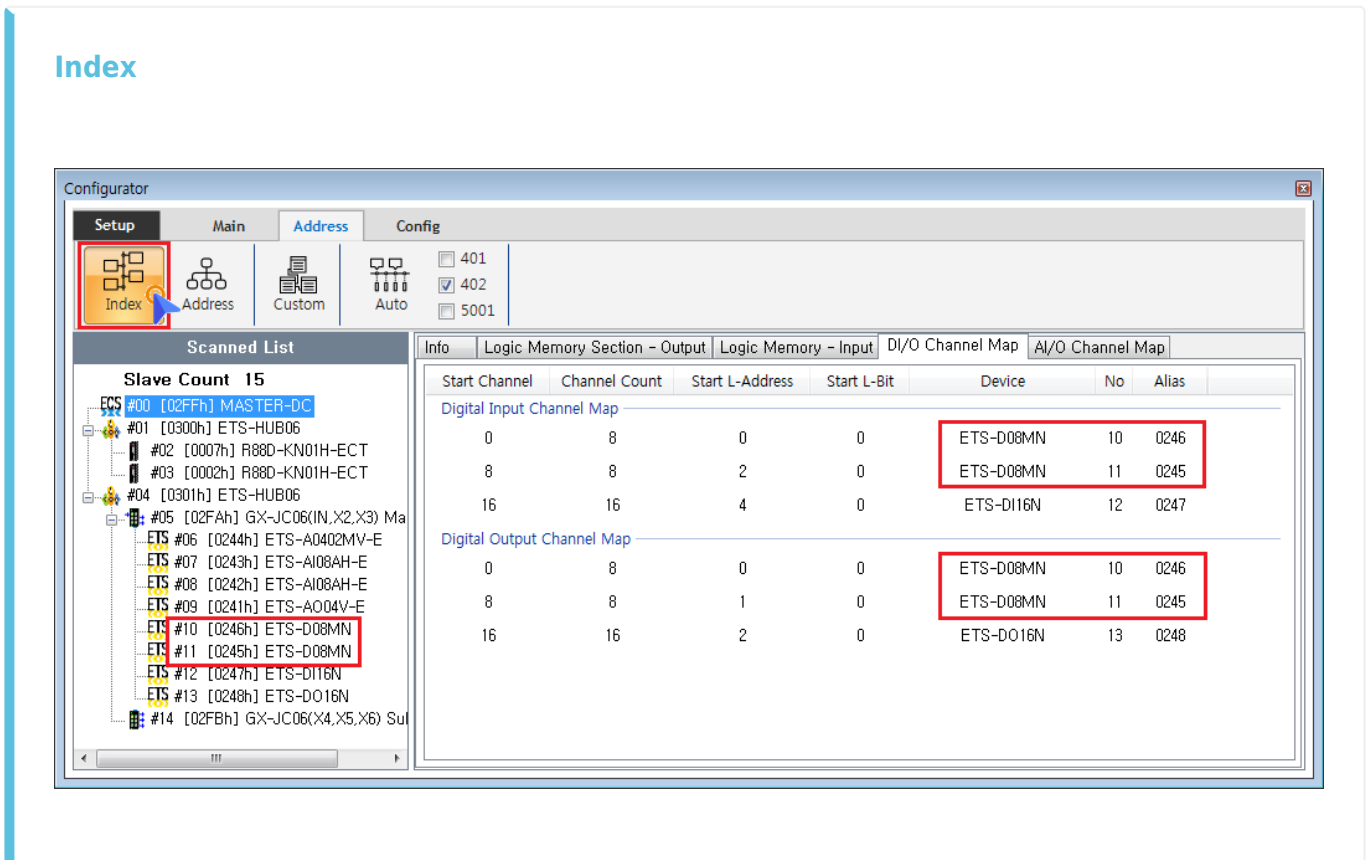 Index
Configurator
Setup Main Address Config
Index Address Custom Auto
401
402
5001
Scanned List
Slave Count 15
#00 [02FFh] MASTER-DC
#01 [0300h] ETS-HUB06
#02 [0007h] R88D-KN01H-ECT
#03 [0002h] R88D-KN01H-ECT
#04 [0301h] ETS-HUB06
#05 [02FAh] GX-JC06(IN,X2,X3) Ma
#06 [0244h] ETS-A0402MV-E
#07 [0243h] ETS-AI08AH-E
#08 [0242h] ETS-AI08AH-E
#09 [0241h] ETS-AO04V-E
#10 [0246h] ETS-D08MN
#11 [0245h] ETS-D08MN
#12 [0247h] ETS-DI16N
#13 [0248h] ETS-DO16N
#14 [02FBh] GX-JC06(X4,X5,X6) Sul
Info Logic Memory Section - Output Logic Memory - Input DI/O Channel Map AI/O Channel Map
Start Channel Channel Count Start L-Address Start L-Bit Device No Alias
Digital Input Channel Map
0 8 0 0 ETS-D08MN 10 0246
8 8 2 0 ETS-D08MN 11 0245
16 16 4 0 ETS-DI16N 12 0247
Digital Output Channel Map
0 8 0 0 ETS-D08MN 10 0246
8 8 1 0 ETS-D08MN 11 0245
16 16 2 0 ETS-DO16N 13 0248